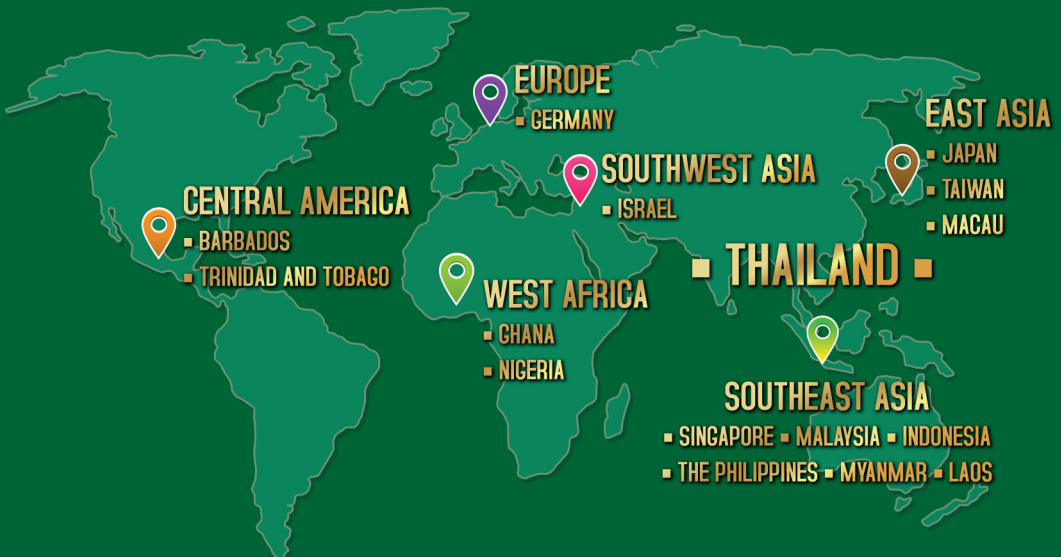 EUROPE
▪ GERMANY
EAST ASIA
▪ JAPAN
▪ TAIWAN
▪ MACAU
SOUTHWEST ASIA
▪ ISRAEL
CENTRAL AMERICA
▪ BARBADOS
▪ TRINIDAD AND TOBAGO
▪ THAILAND ▪
WEST AFRICA
▪ GHANA
▪ NIGERIA
SOUTHEAST ASIA
▪ SINGAPORE ▪ MALAYSIA ▪ INDONESIA
▪ THE PHILIPPINES ▪ MYANMAR ▪ LAOS